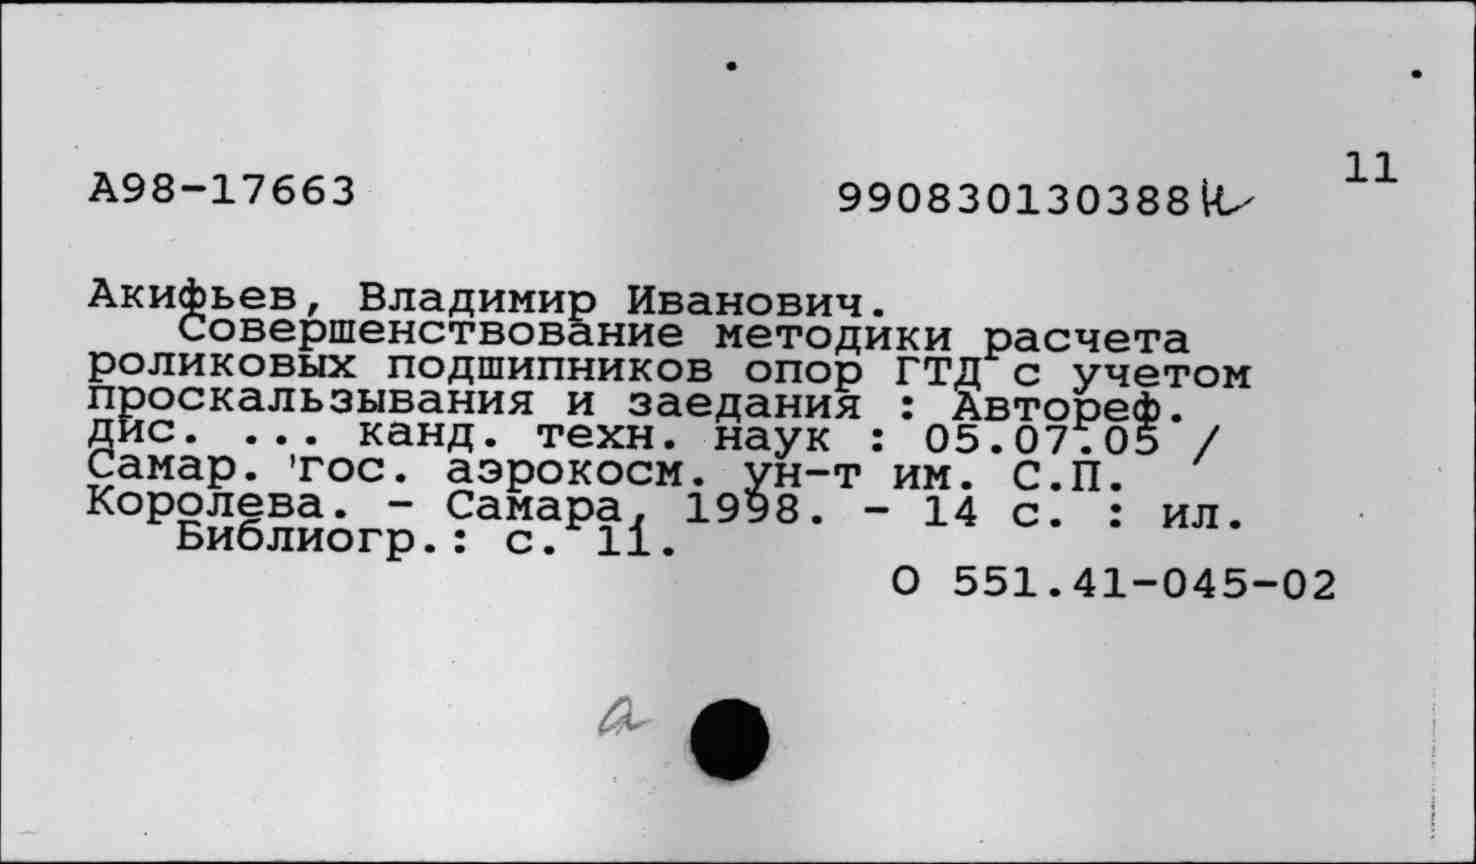 11
А98-17663 990830130388
Акифьев, Владимир Иванович.
Совершенствование методики расчета
роликовых подшипников опор ГТД с учетом
проскальзывания и заедания : Автореф.
дис. ... канд. техн. наук : 05.07.05 /
Самар. гос. аэрокосм. ун-т им. С.П.
Королева. - Самара, 1998. - 14 с. : ил.
Библиогр.: с. 11.
О 551.41-045-02
а